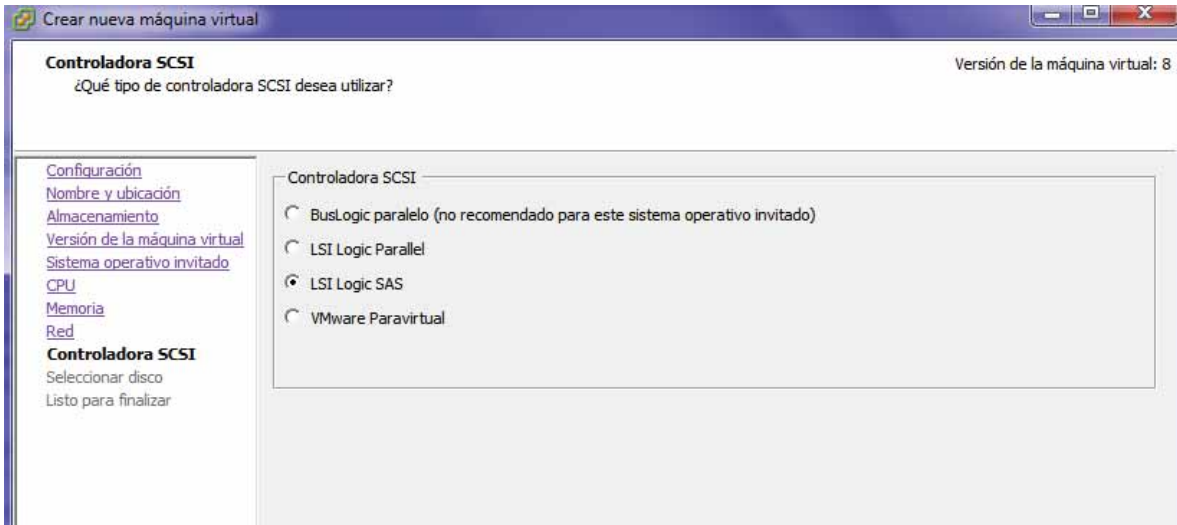 Crear nueva máquina virtual
Controladora SCSI
¿Qué tipo de controladora SCSI desea utilizar?
Versión de la máquina virtual: 8
Configuración
Nombre y ubicación
Almacenamiento
Versión de la máquina virtual
Sistema operativo invitado
CPU
Memoria
Red
Controladora SCSI
Seleccionar disco
Listo para finalizar
Controladora SCSI
BusLogic paralelo (no recomendado para este sistema operativo invitado)
LSI Logic Parallel
LSI Logic SAS
VMware Paravirtual